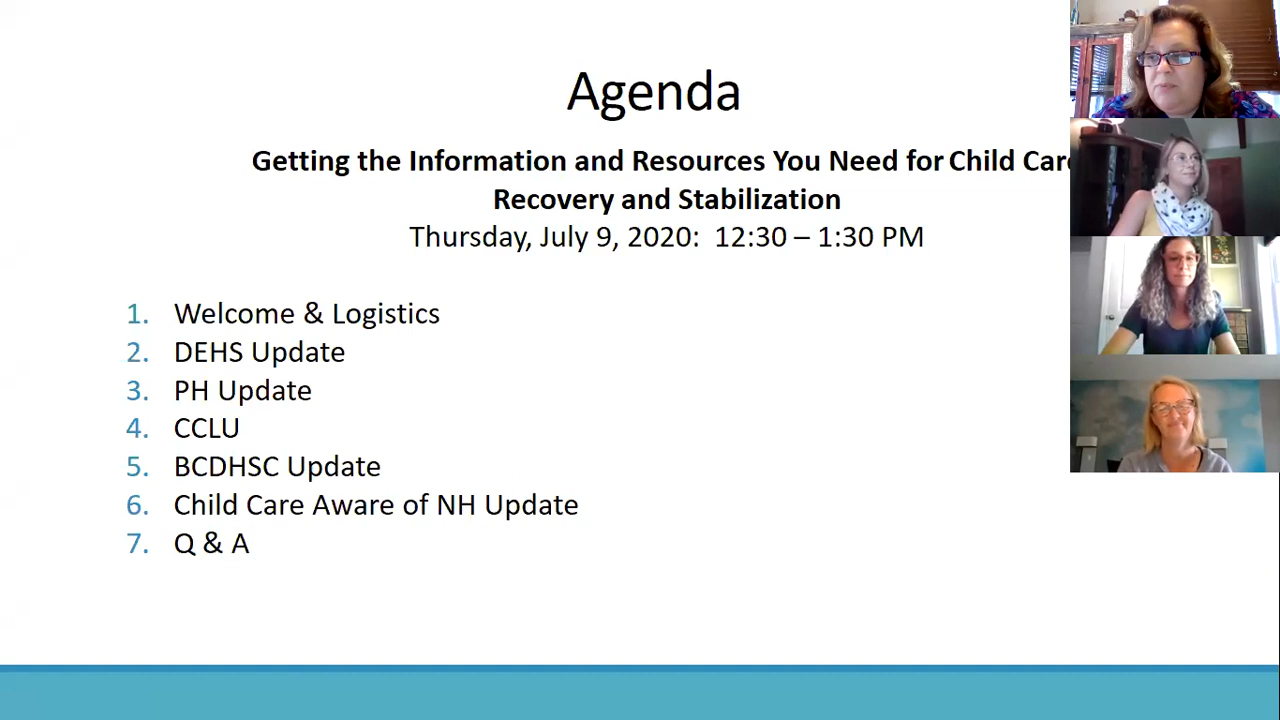 Agenda
Getting the Information and Resources You Need for Child Care
Recovery and Stabilization
Thursday, July 9, 2020: 12:30 – 1:30 PM
1. Welcome & Logistics
2. DEHS Update
3. PH Update
4. CCLU
5. BCDHSC Update
6. Child Care Aware of NH Update
7. Q & A